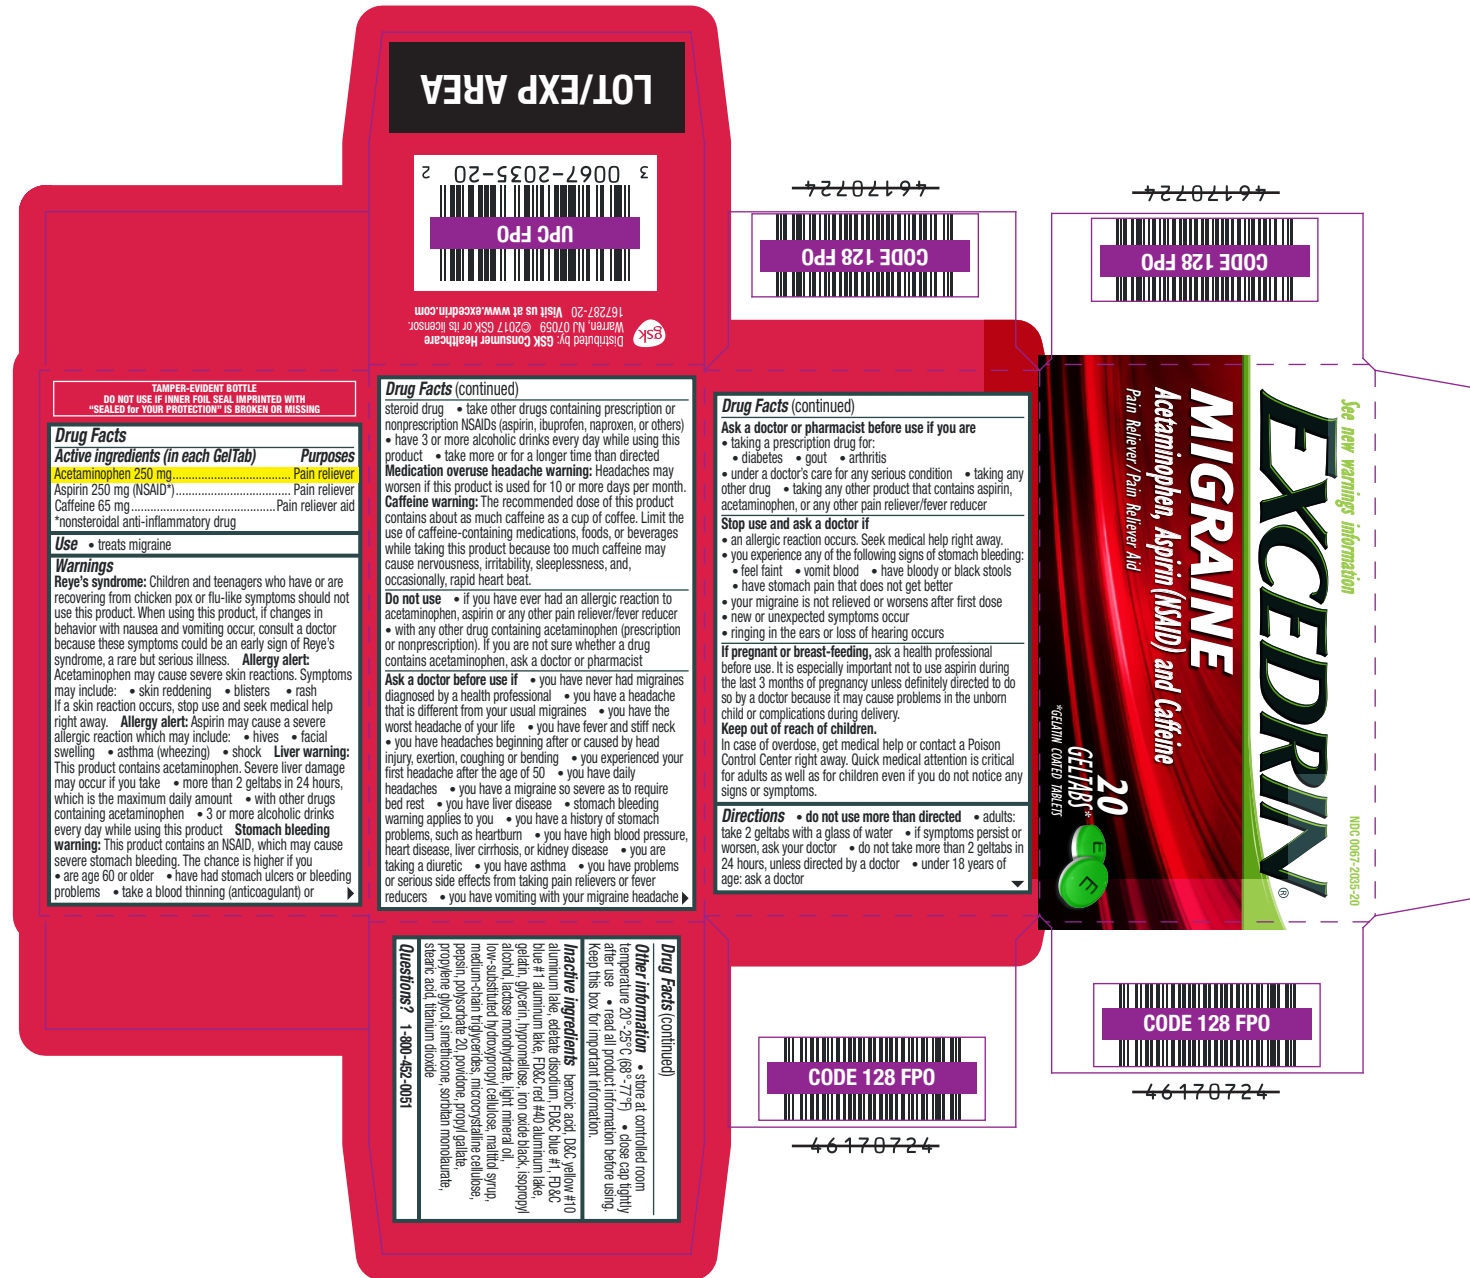 LOT/EXP AREA
3 0067-2035-20 2
UPC FPO
gsk
Distributed by: GSK Consumer Healthcare
Warren, NJ 07059 ©2017 GSK or its licensor.
167287-20 Visit us at www.excedrin.com
46170724
CODE 128 FPO
46170724
CODE 128 FPO
TAMPER-EVIDENT BOTTLE
DO NOT USE IF INNER FOIL SEAL IMPRINTED WITH
“SEALED for YOUR PROTECTION” IS BROKEN OR MISSING
Drug Facts
Active ingredients (in each GelTab) Purposes
Acetaminophen 250 mg....................................... Pain reliever
Aspirin 250 mg (NSAID*)...................................... Pain reliever
Caffeine 65 mg................................................Pain reliever aid
*nonsteroidal anti-inflammatory drug
Use • treats migraine
Warnings
Reye’s syndrome: Children and teenagers who have or are
recovering from chicken pox or flu-like symptoms should not
use this product. When using this product, if changes in
behavior with nausea and vomiting occur, consult a doctor
because these symptoms could be an early sign of Reye’s
syndrome, a rare but serious illness. Allergy alert:
Acetaminophen may cause severe skin reactions. Symptoms
may include: • skin reddening • blisters • rash
If a skin reaction occurs, stop use and seek medical help
right away. Allergy alert: Aspirin may cause a severe
allergic reaction which may include: • hives • facial
swelling • asthma (wheezing) • shock Liver warning:
This product contains acetaminophen. Severe liver damage
may occur if you take • more than 2 geltabs in 24 hours,
which is the maximum daily amount • with other drugs
containing acetaminophen • 3 or more alcoholic drinks
every day while using this product Stomach bleeding
warning: This product contains an NSAID, which may cause
severe stomach bleeding. The chance is higher if you
• are age 60 or older • have had stomach ulcers or bleeding
problems • take a blood thinning (anticoagulant) or
Drug Facts (continued)
steroid drug • take other drugs containing prescription or
nonprescription NSAIDs (aspirin, ibuprofen, naproxen, or others)
• have 3 or more alcoholic drinks every day while using this
product • take more or for a longer time than directed
Medication overuse headache warning: Headaches may
worsen if this product is used for 10 or more days per month.
Caffeine warning: The recommended dose of this product
contains about as much caffeine as a cup of coffee. Limit the
use of caffeine-containing medications, foods, or beverages
while taking this product because too much caffeine may
cause nervousness, irritability, sleeplessness, and,
occasionally, rapid heart beat.
Do not use • if you have ever had an allergic reaction to
acetaminophen, aspirin or any other pain reliever/fever reducer
• with any other drug containing acetaminophen (prescription
or nonprescription). If you are not sure whether a drug
contains acetaminophen, ask a doctor or pharmacist
Ask a doctor before use if • you have never had migraines
diagnosed by a health professional • you have a headache
that is different from your usual migraines • you have the
worst headache of your life • you have fever and stiff neck
• you have headaches beginning after or caused by head
injury, exertion, coughing or bending • you experienced your
first headache after the age of 50 • you have daily
headaches • you have a migraine so severe as to require
bed rest • you have liver disease • stomach bleeding
warning applies to you • you have a history of stomach
problems, such as heartburn • you have high blood pressure,
heart disease, liver cirrhosis, or kidney disease • you are
taking a diuretic • you have asthma • you have problems
or serious side effects from taking pain relievers or fever
reducers • you have vomiting with your migraine headache
Drug Facts (continued)
Ask a doctor or pharmacist before use if you are
• taking a prescription drug for:
• diabetes • gout • arthritis
• under a doctor’s care for any serious condition • taking any
other drug • taking any other product that contains aspirin,
acetaminophen, or any other pain reliever/fever reducer
Stop use and ask a doctor if
• an allergic reaction occurs. Seek medical help right away.
• you experience any of the following signs of stomach bleeding:
• feel faint • vomit blood • have bloody or black stools
• have stomach pain that does not get better
• your migraine is not relieved or worsens after first dose
• new or unexpected symptoms occur
• ringing in the ears or loss of hearing occurs
If pregnant or breast-feeding, ask a health professional
before use. It is especially important not to use aspirin during
the last 3 months of pregnancy unless definitely directed to do
so by a doctor because it may cause problems in the unborn
child or complications during delivery.
Keep out of reach of children.
In case of overdose, get medical help or contact a Poison
Control Center right away. Quick medical attention is critical
for adults as well as for children even if you do not notice any
signs or symptoms.
Directions • do not use more than directed • adults:
take 2 geltabs with a glass of water • if symptoms persist or
worsen, ask your doctor • do not take more than 2 geltabs in
24 hours, unless directed by a doctor • under 18 years of
age: ask a doctor
See new warnings information
NDC 0067-2035-20
EXCEDRIN®
MIGRAINE
Acetaminophen, Aspirin (NSAID) and Caffeine
Pain Reliever/Pain Reliever Aid
20
GELTABS*
*GELATIN COATED TABLETS
E
E
Drug Facts (continued)
Other information • store at controlled room
temperature 20°-25°C (68°-77°F) • close cap tightly
after use • read all product information before using.
Keep this box for important information.
Inactive ingredients benzoic acid, D&C yellow #10
aluminum lake, edetate disodium, FD&C blue #1, FD&C
blue #1 aluminum lake, FD&C red #40 aluminum lake,
gelatin, glycerin, hypromellose, iron oxide black, isopropyl
alcohol, lactose monohydrate, light mineral oil,
low-substituted hydroxypropyl cellulose, maltitol syrup,
medium-chain triglycerides, microcrystalline cellulose,
pepsin, polysorbate 20, povidone, propyl gallate,
propylene glycol, simethicone, sorbitan monolaurate,
stearic acid, titanium dioxide
Questions? 1-800-452-0051
CODE 128 FPO
46170724
CODE 128 FPO
46170724